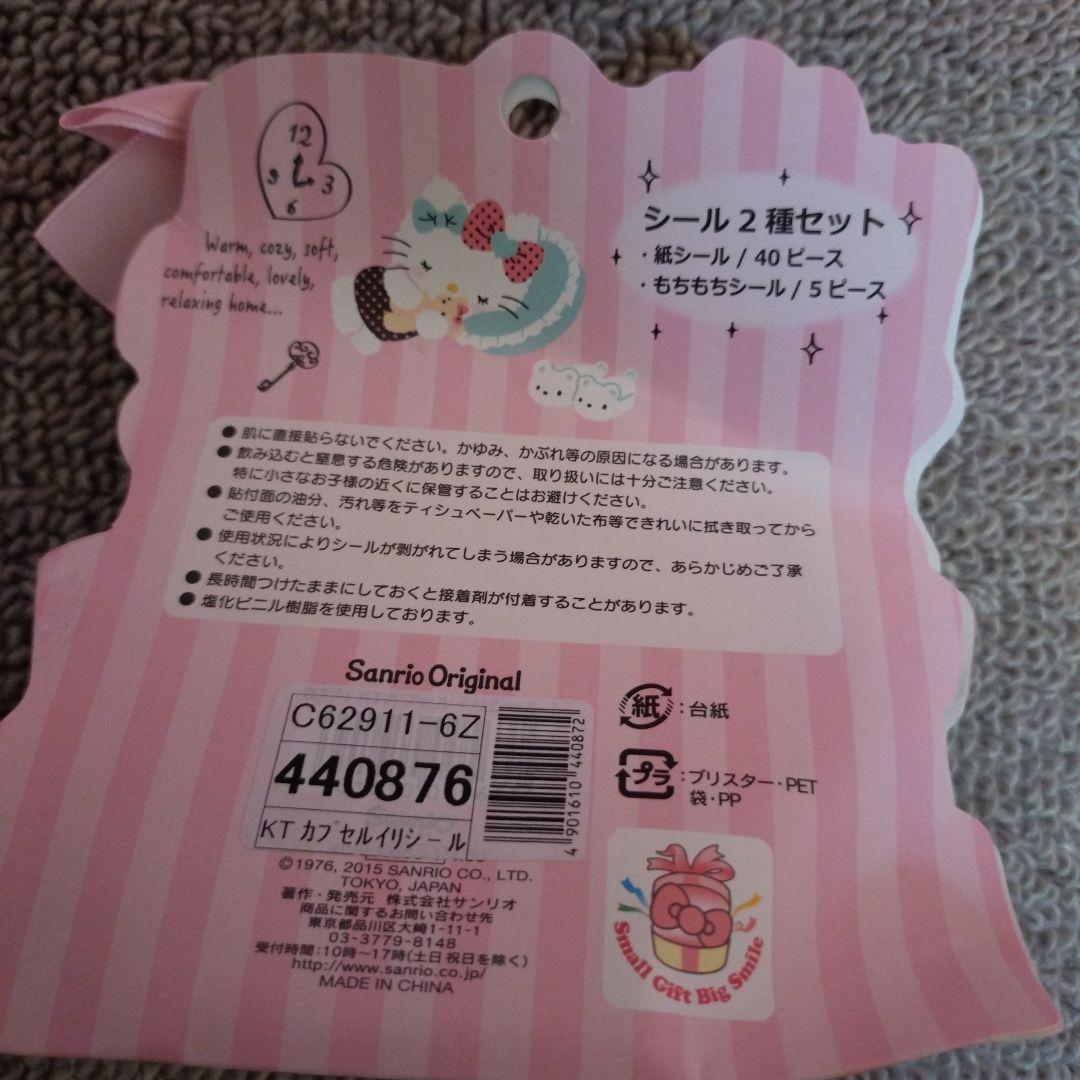 12
9
3
6
Warm, cozy, soft,
comfortable, lovely,
relaxing home...
シール2種セット
・紙シール / 40ピース
・もちもちシール / 5ピース
●肌に直接貼らないでください。かゆみ、かぶれ等の原因になる場合があります。
●飲み込むと窒息する危険がありますので、取り扱いには十分ご注意ください。
特に小さなお子様の近くに保管することはお避けください。
●貼付面の油分、汚れ等をティシュペーパーや乾いた布等できれいに拭き取ってから
ご使用ください。
●使用状況によりシールが剥がれてしまう場合がありますので、あらかじめご了承
ください。
●長時間つけたままにしておくと接着剤が付着することがあります。
●塩化ビニル樹脂を使用しております。
Sanrio Original
C62911-6Z
440876
KT カプセルイリシール
4901610 440872
紙:台紙
プラ:ブリスター・PET
袋・PP
©1976, 2015 SANRIO CO., LTD.
TOKYO, JAPAN
著作・発売元 株式会社サンリオ
商品に関するお問い合わせ先
東京都品川区大崎1-11-1
03-3779-8148
受付時間:10時～17時(土日祝日を除く)
http://www.sanrio.co.jp/
MADE IN CHINA
Small Gift Big Smile